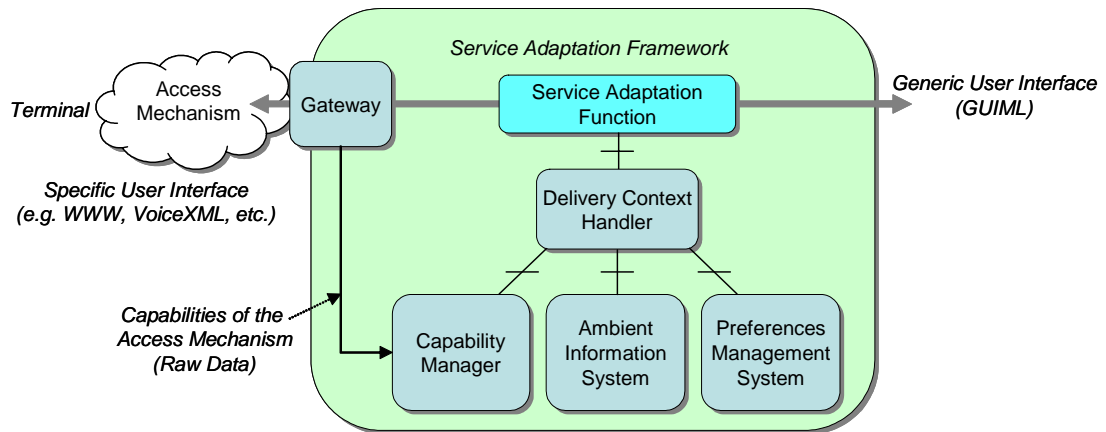 Service Adaptation Framework
Terminal
Access
Mechanism
Gateway
Service Adaptation
Function
Generic User Interface
(GUIML)
Specific User Interface
(e.g. WWW, VoiceXML, etc.)
Delivery Context
Handler
Capabilities of the
Access Mechanism
(Raw Data)
Capability
Manager
Ambient
Information
System
Preferences
Management
System